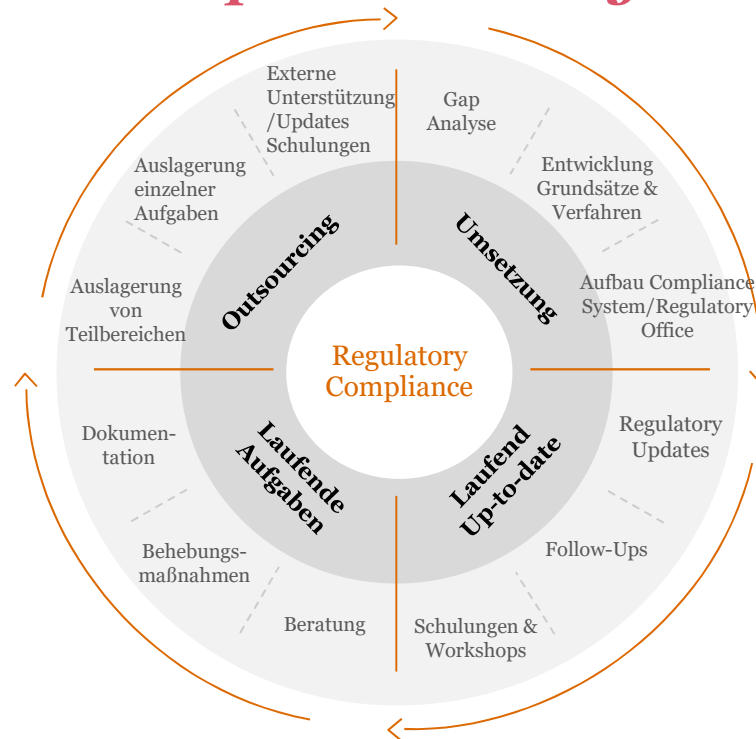 Externe
Unterstützung
/Updates
Schulungen
Gap
Analyse
Auslagerung
einzelner
Aufgaben
Entwicklung
Grundsätze &
Verfahren
Outsourcing
Umsetzung
Auslagerung
von
Teilbereichen
Aufbau Compliance
System/Regulatory
Office
Regulatory
Compliance
Dokumen-
tation
Laufende
Aufgaben
Laufend
Up-to-date
Regulatory
Updates
Behebungs-
maßnahmen
Follow-Ups
Beratung
Schulungen &
Workshops